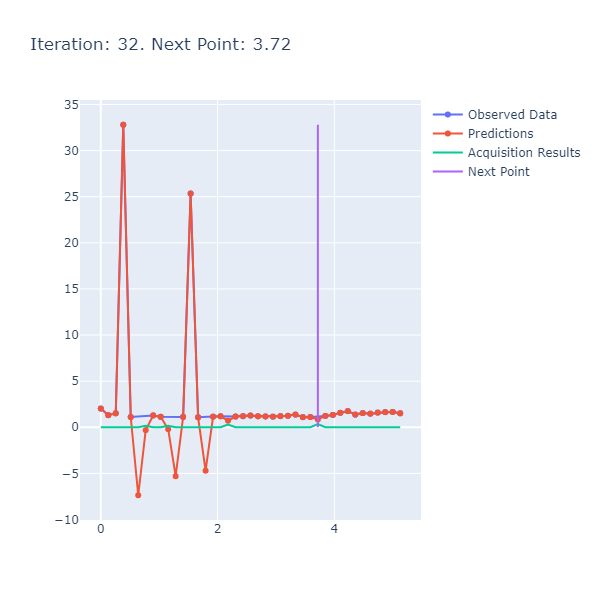 Iteration: 32. Next Point: 3.72
Observed Data
Predictions
Acquisition Results
Next Point
35
30
25
20
15
10
5
0
−5
−10
0
2
4